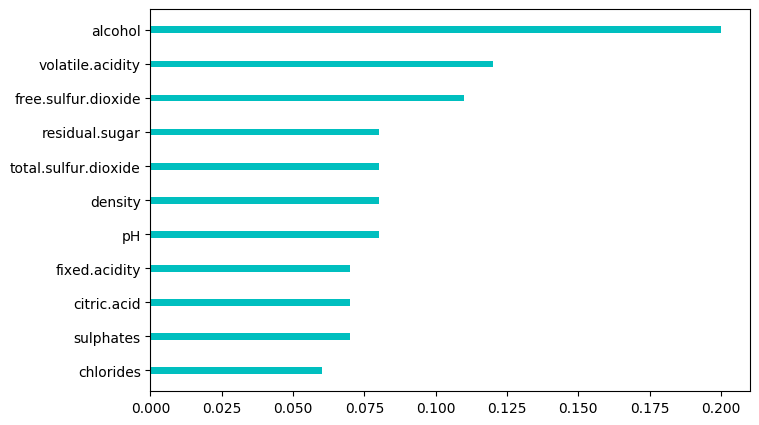 alcohol
volatile.acidity
free.sulfur.dioxide
residual.sugar
total.sulfur.dioxide
density
pH
fixed.acidity
citric.acid
sulphates
chlorides
0.000 0.025 0.050 0.075 0.100 0.125 0.150 0.175 0.200